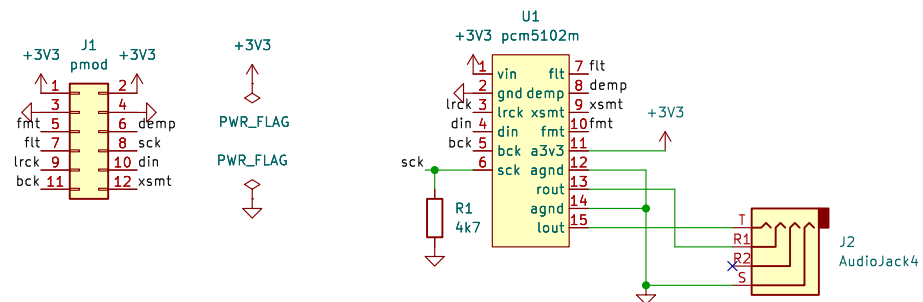 J1
pmod
+3V3
+3V3
1
2
3
4
fmt 5
6 demp
flt 7
8 sck
lrck 9
10 din
bck 11
12 xsmt
+3V3
PWR_FLAG
PWR_FLAG
U1
pcm5102m
+3V3
1 vin
flt 7 flt
2 gnd
demp 8 demp
lrck 3 lrck
xsmt 9 xsmt
din 4 din
fmt 10 fmt
bck 5 bck
a3v3 11
+3V3
sck 6 sck
agnd 12
rout 13
agnd 14
lout 15
R1
4k7
T
R1
R2
S
J2
AudioJack4